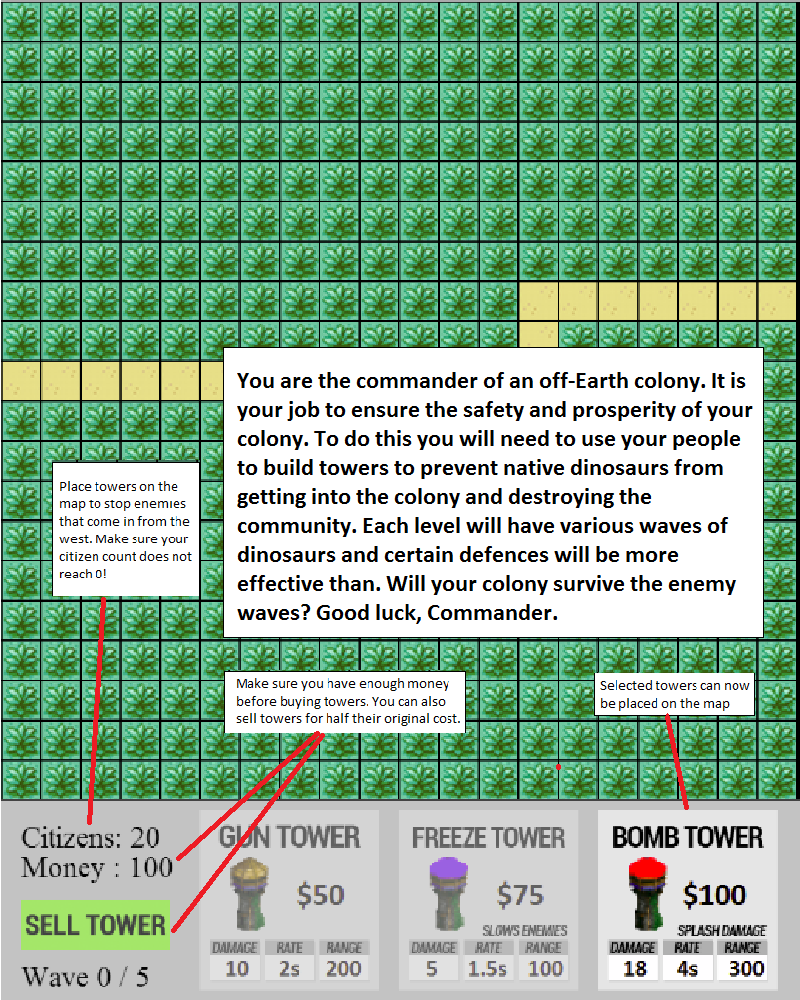 You are the commander of an off-Earth colony. It is
your job to ensure the safety and prosperity of your
colony. To do this you will need to use your people
to build towers to prevent native dinosaurs from
getting into the colony and destroying the
community. Each level will have various waves of
dinosaurs and certain defences will be more
effective than. Will your colony survive the enemy
waves? Good luck, Commander.
Place towers on the
map to stop enemies
that come in from the
west. Make sure your
citizen count does not
reach 0!
Make sure you have enough money
before buying towers. You can also
sell towers for half their original cost.
Selected towers can now
be placed on the map
Citizens: 20
Money : 100
SELL TOWER
Wave 0 / 5
GUN TOWER
$50
DAMAGE RATE RANGE
10 2s 200
FREEZE TOWER
$75
SLOWS ENEMIES
DAMAGE RATE RANGE
5 1.5s 100
BOMB TOWER
$100
SPLASH DAMAGE
DAMAGE RATE RANGE
18 4s 300